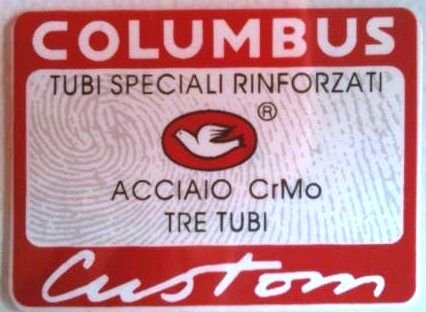 COLUMBUS
TUBI SPECIALI RINFORZATI
®
ACCIAIO CrMo
TRE TUBI
Custom